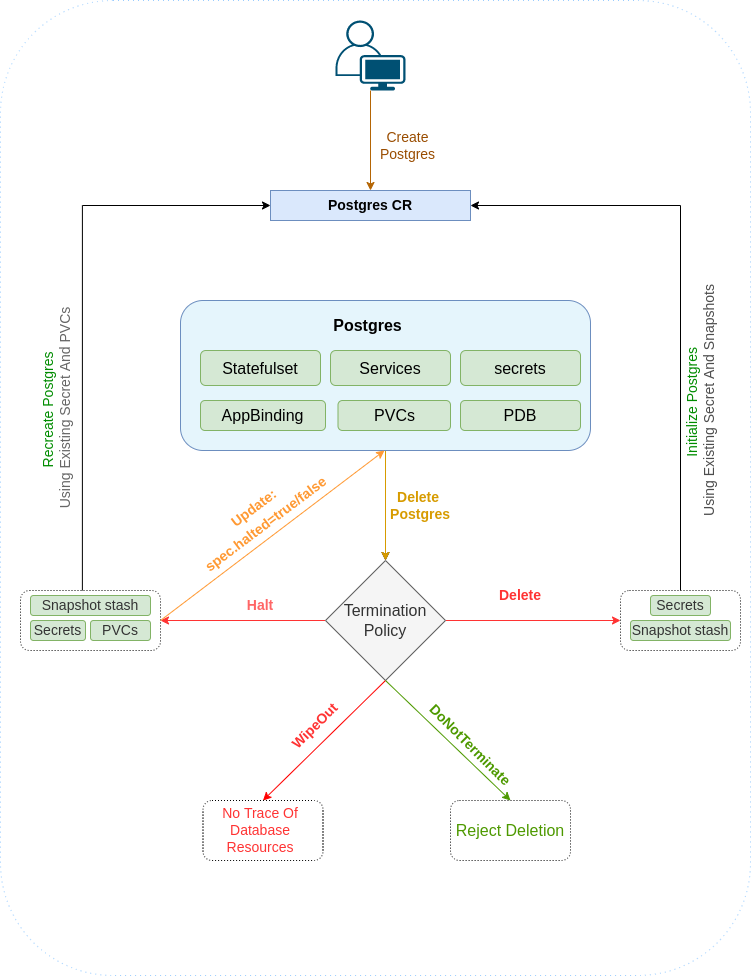 Create
Postgres
Postgres CR
Postgres
Statefulset
Services
secrets
AppBinding
PVCs
PDB
Recreate Postgres
Using Existing Secret And PVCs
Initialize Postgres
Using Existing Secret And Snapshots
Update:
spec.halted=true/false
Delete
Postgres
Snapshot stash
Secrets
PVCs
Halt
Termination
Policy
Delete
Secrets
Snapshot stash
WipeOut
DoNotTerminate
No Trace Of
Database
Resources
Reject Deletion